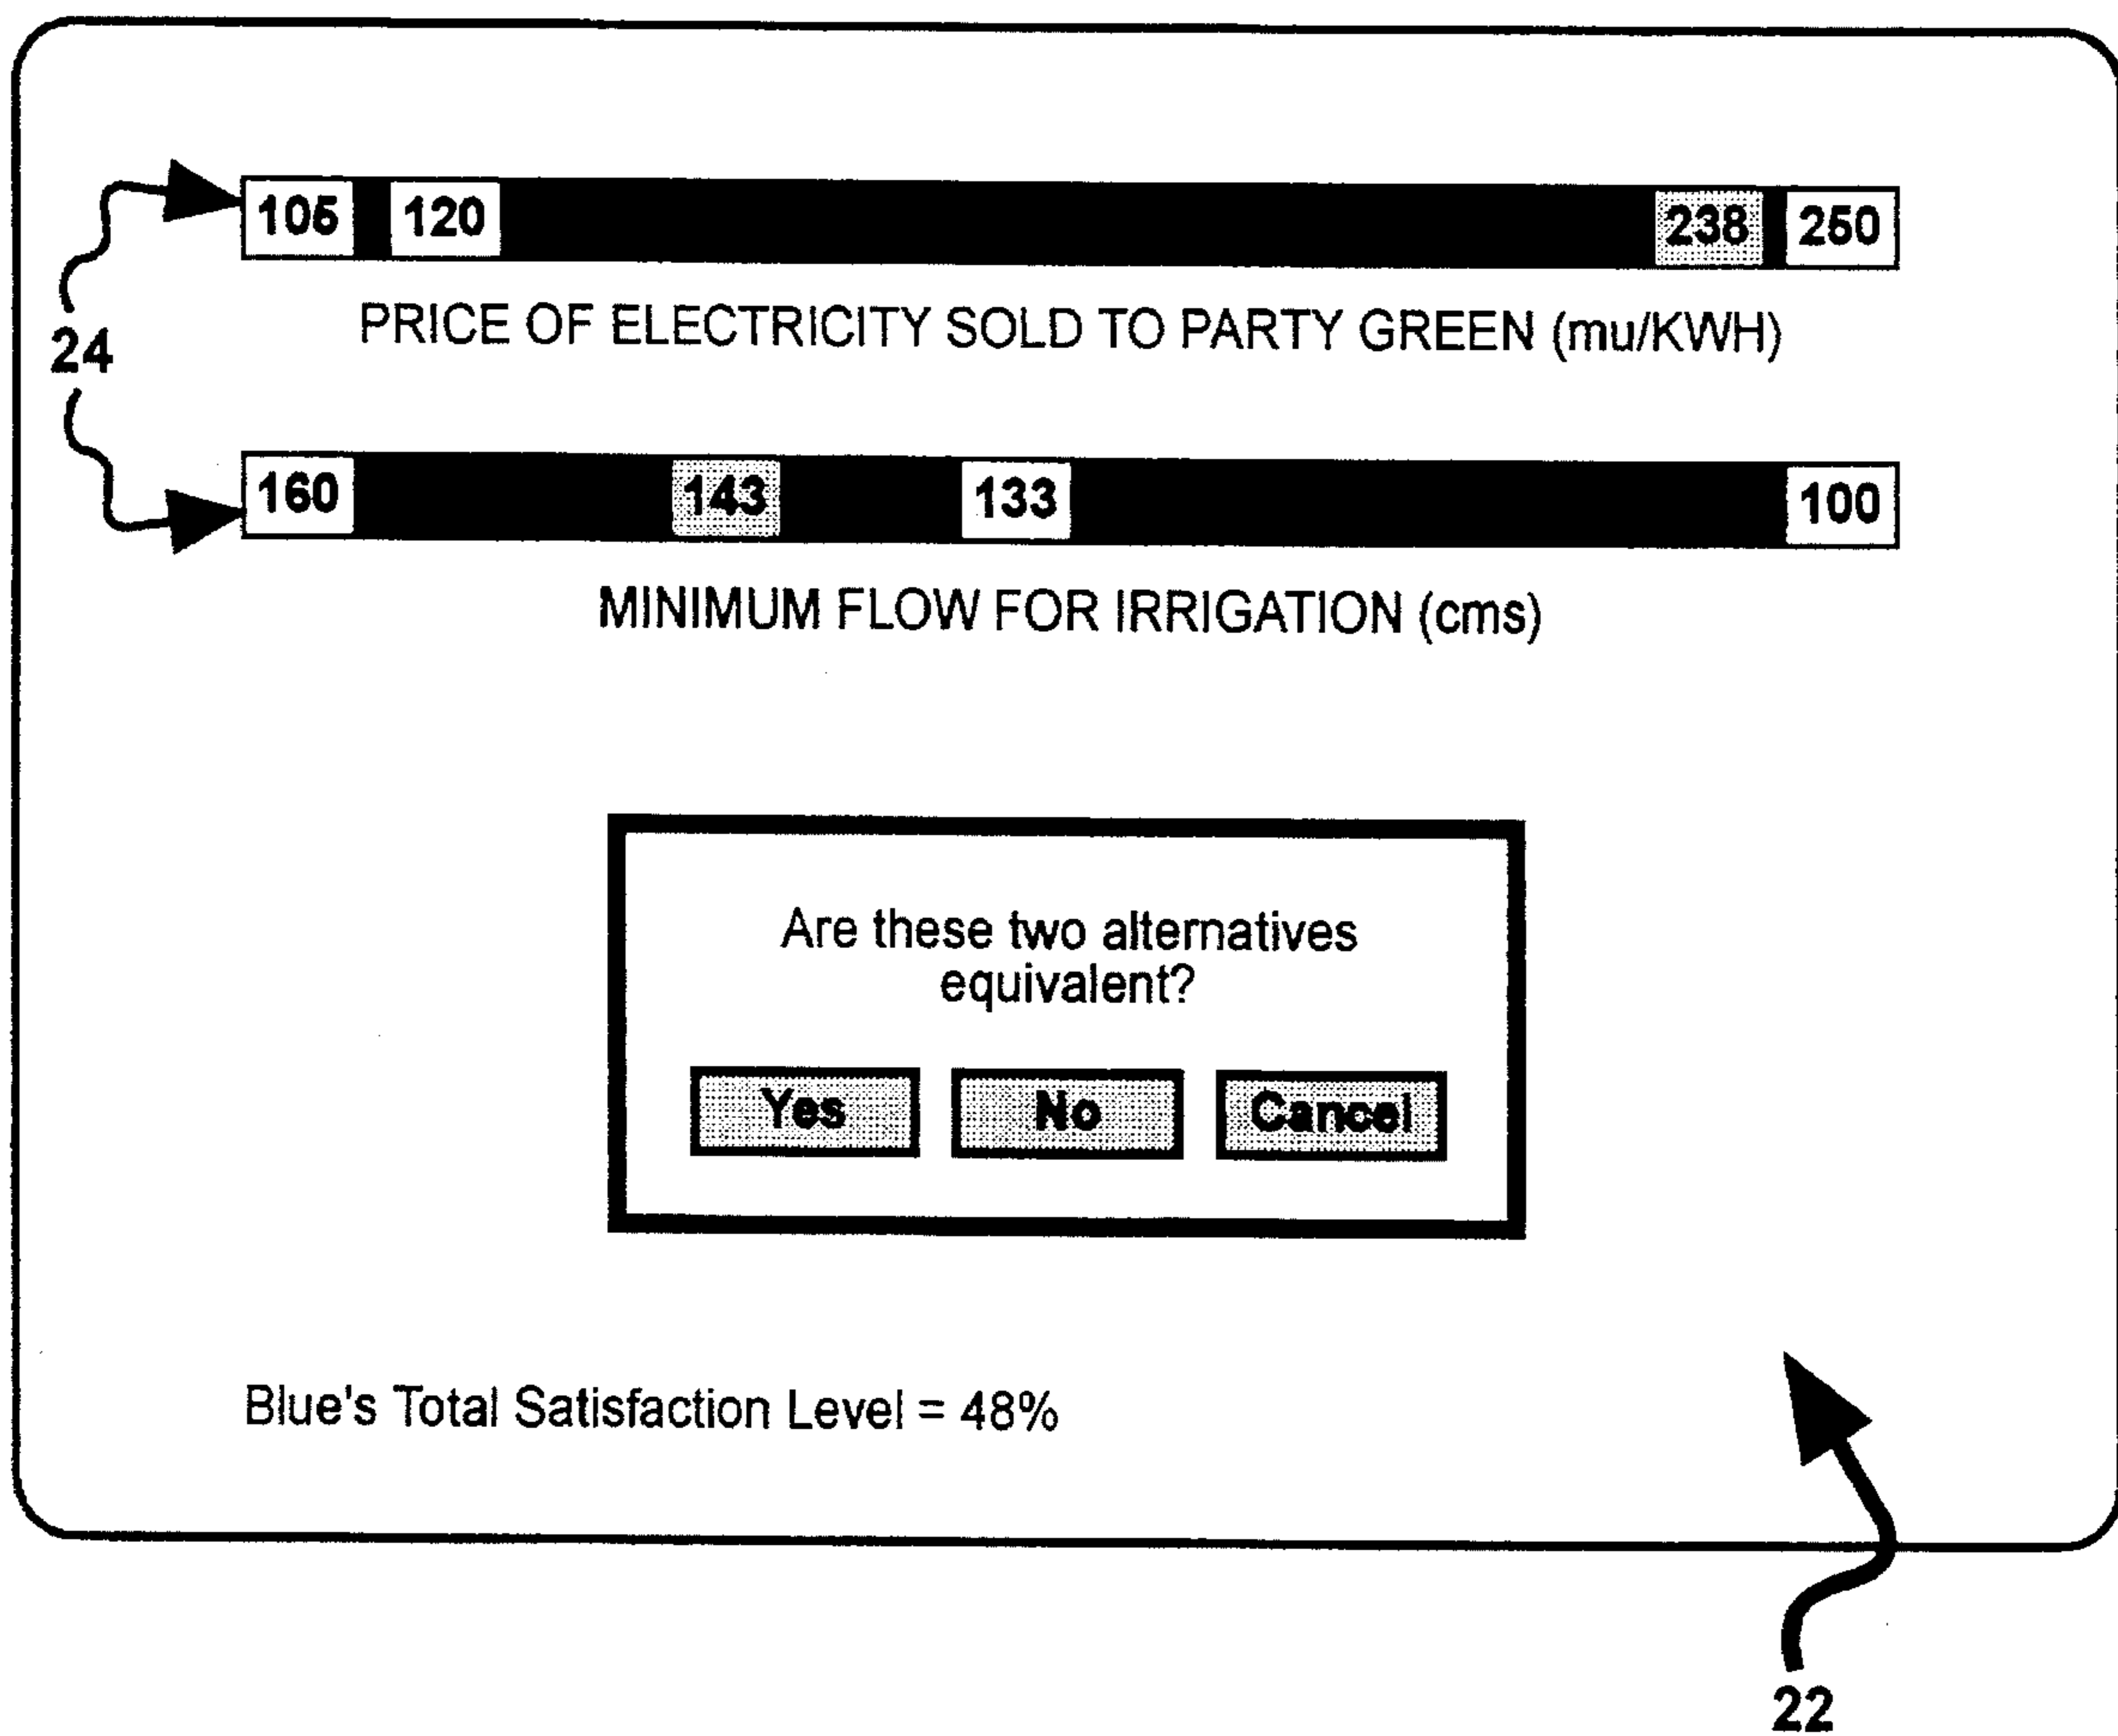 105 120 238 250
PRICE OF ELECTRICITY SOLD TO PARTY GREEN (mu/KWH)
24
160 143 133 100
MINIMUM FLOW FOR IRRIGATION (cms)
Are these two alternatives
equivalent?
Yes No Cancel
Blue's Total Satisfaction Level = 48%
22